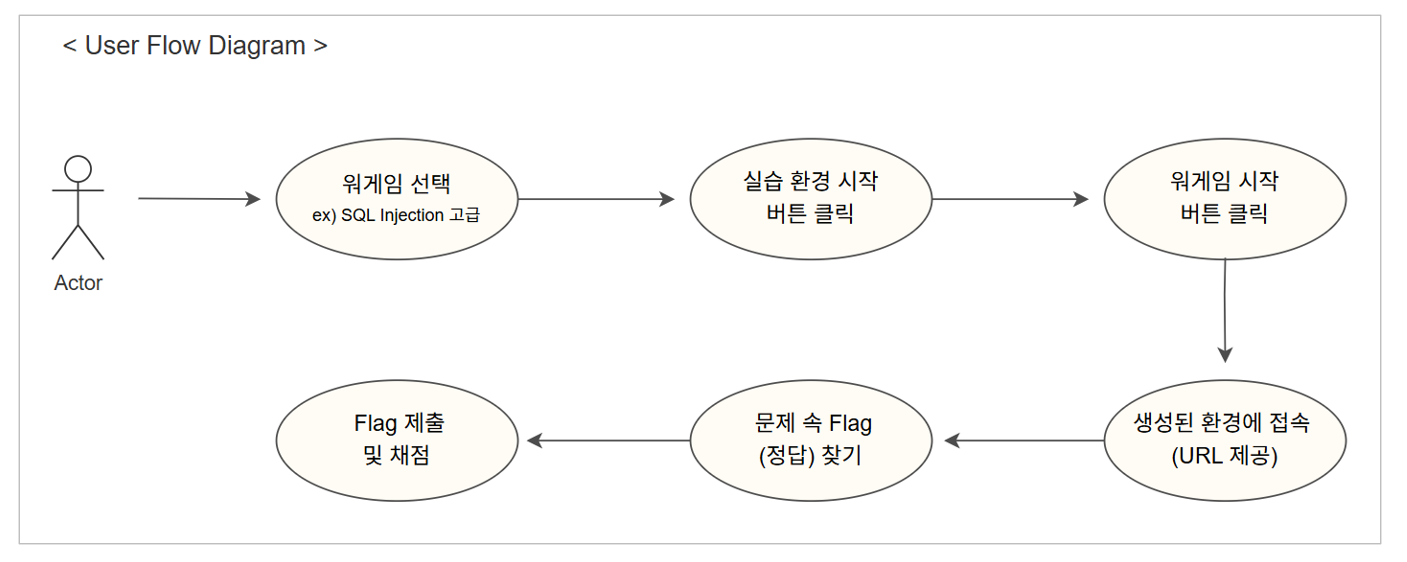 < User Flow Diagram >
Actor
워게임 선택
ex) SQL Injection 고급
실습 환경 시작
버튼 클릭
워게임 시작
버튼 클릭
생성된 환경에 접속
(URL 제공)
문제 속 Flag
(정답) 찾기
Flag 제출
및 채점